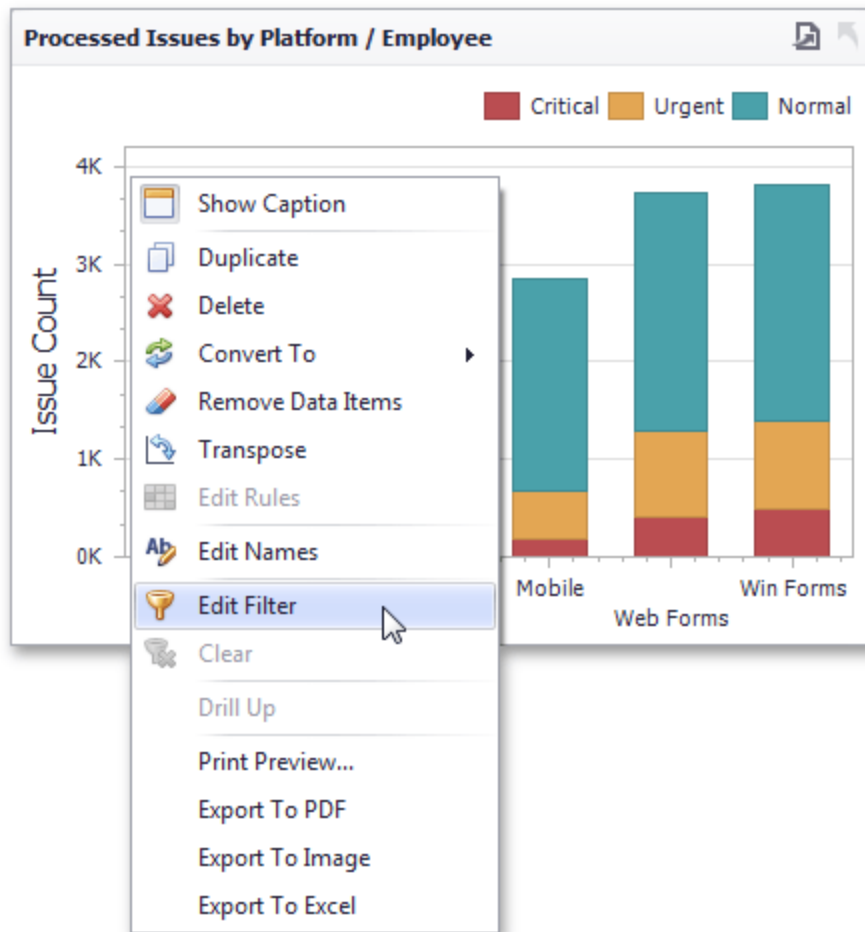 Processed Issues by Platform / Employee
Critical Urgent Normal
4K
3K
2K
1K
0K
Issue Count
Show Caption
Duplicate
Delete
Convert To
Remove Data Items
Transpose
Edit Rules
Ab Edit Names
Edit Filter
Clear
Drill Up
Print Preview...
Export To PDF
Export To Image
Export To Excel
Mobile Win Forms
Web Forms